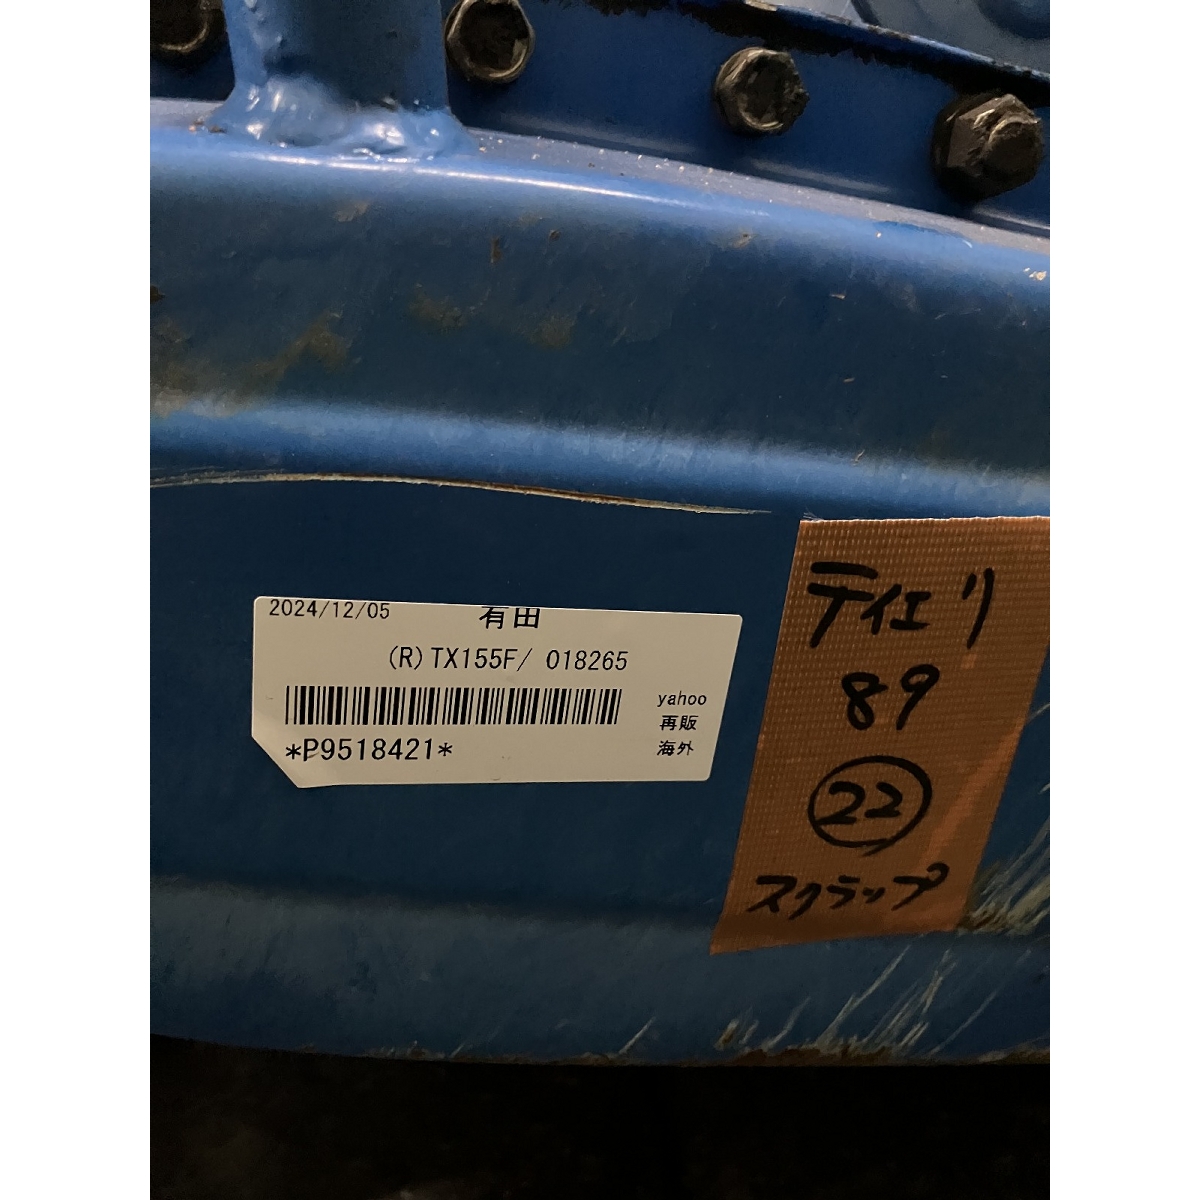 2024/12/05 有田
(R)TX155F/ 018265
yahoo
再販
*P9518421* 海外
ティエリ
89
22
スクラップ